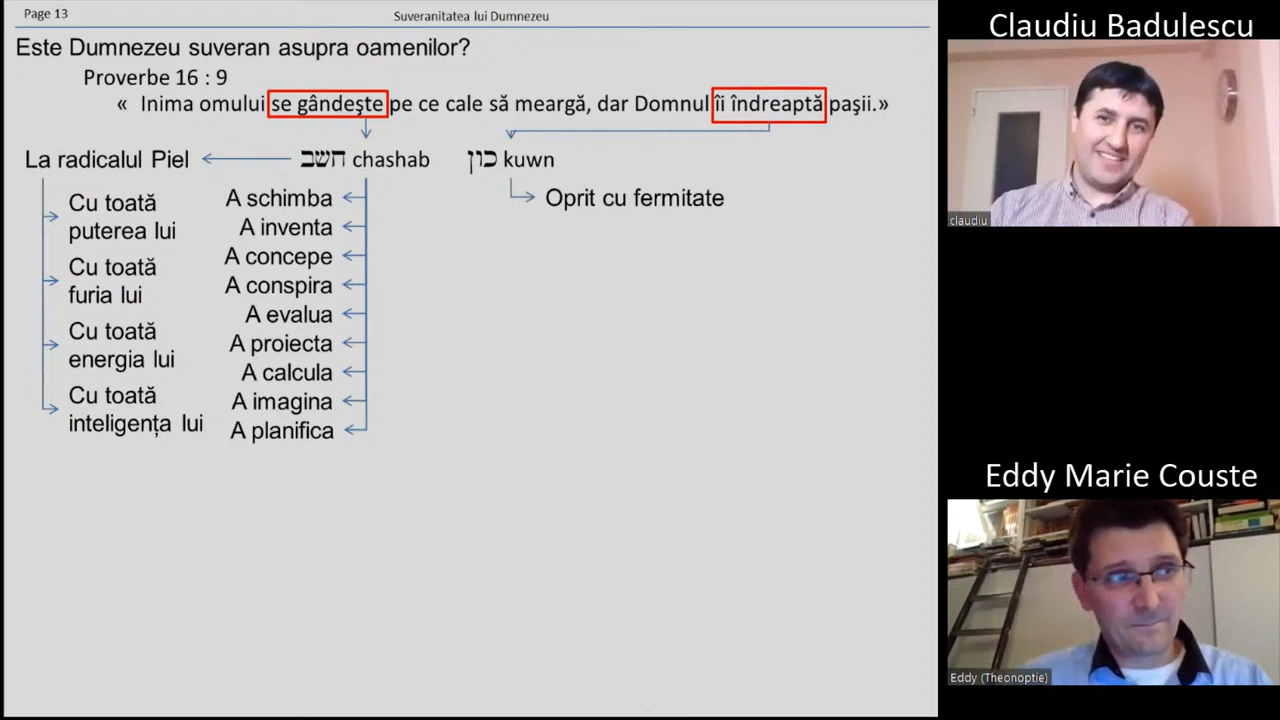 Page 13
Suveranitatea lui Dumnezeu
Este Dumnezeu suveran asupra oamenilor?
Proverbe 16 : 9
« Inima omului se gândeşte pe ce cale să meargă, dar Domnul îi îndreaptă paşii.»
La radicalul Piel
חשב chashab
כון kuwn
Cu toată
puterea lui
Cu toată
furia lui
Cu toată
energia lui
Cu toată
inteligența lui
A schimba
A inventa
A concepe
A conspira
A evalua
A proiecta
A calcula
A imagina
A planifica
Oprit cu fermitate
Claudiu Badulescu
claudiu
Eddy Marie Couste
Eddy (Theonoptie)